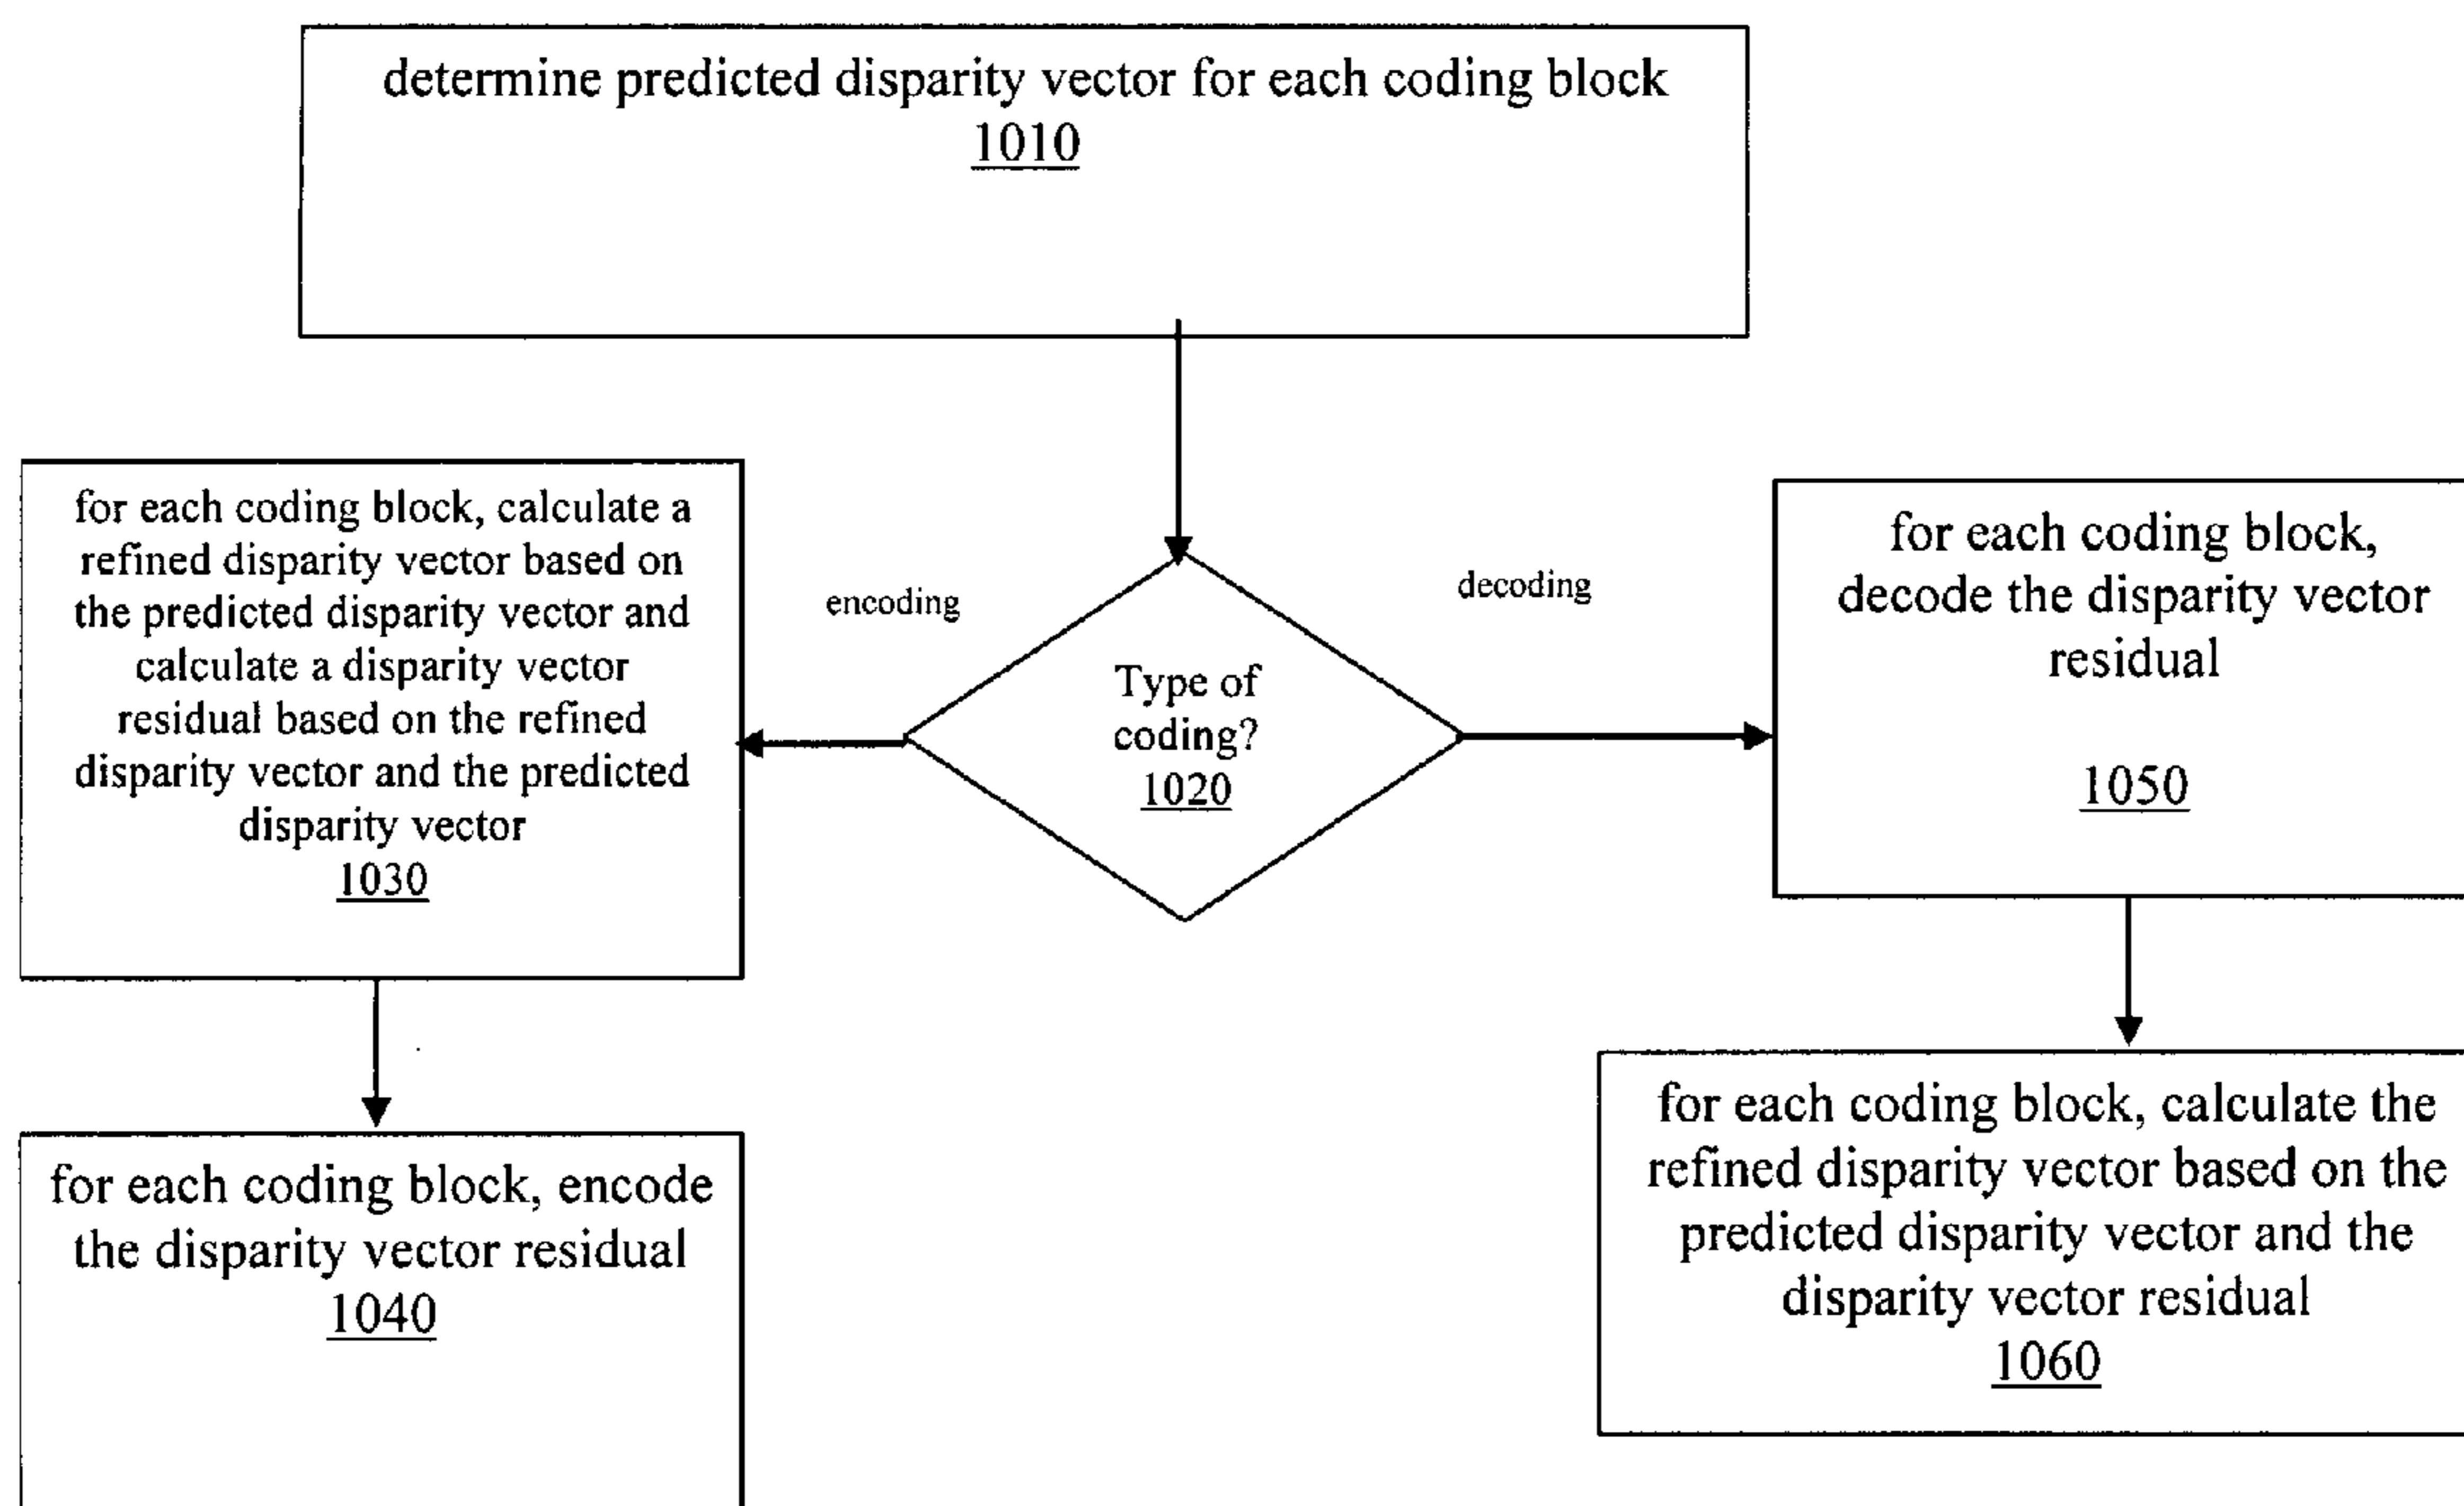 determine predicted disparity vector for each coding block
1010
for each coding block, calculate a
refined disparity vector based on
the predicted disparity vector and
calculate a disparity vector
residual based on the refined
disparity vector and the predicted
disparity vector
1030
encoding
Type of
coding?
1020
decoding
for each coding block,
decode the disparity vector
residual
1050
for each coding block, encode
the disparity vector residual
1040
for each coding block, calculate the
refined disparity vector based on the
predicted disparity vector and the
disparity vector residual
1060